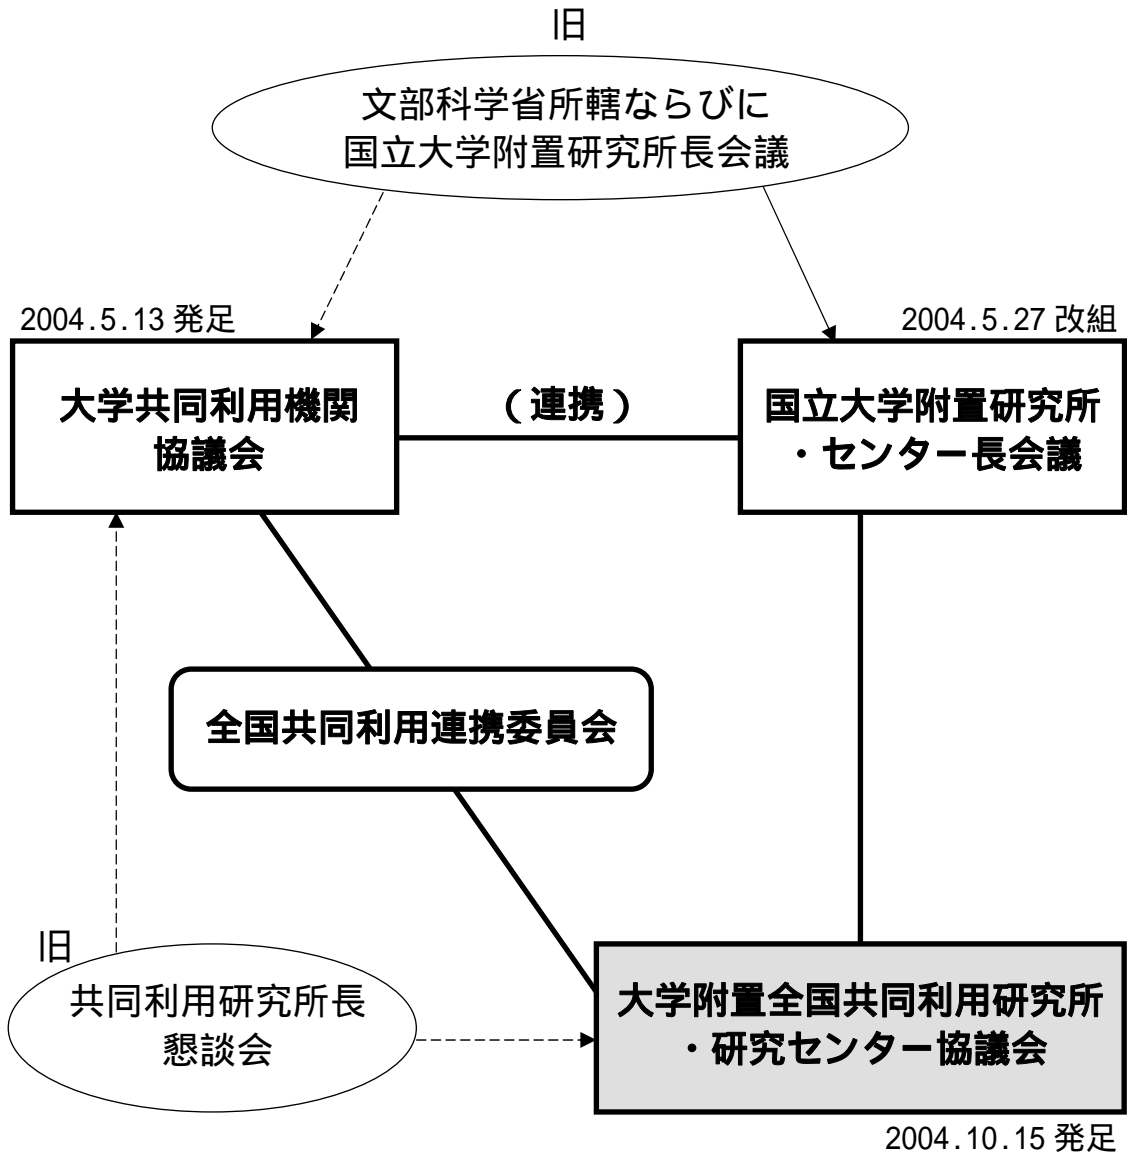 旧
文部科学省所轄ならびに
国立大学附置研究所長会議
2004.5.13 発足
2004.5.27 改組
大学共同利用機関
協議会
（連携）
国立大学附置研究所
・センター長会議
全国共同利用連携委員会
旧
共同利用研究所長
懇談会
大学附置全国共同利用研究所
・研究センター協議会
2004.10.15 発足